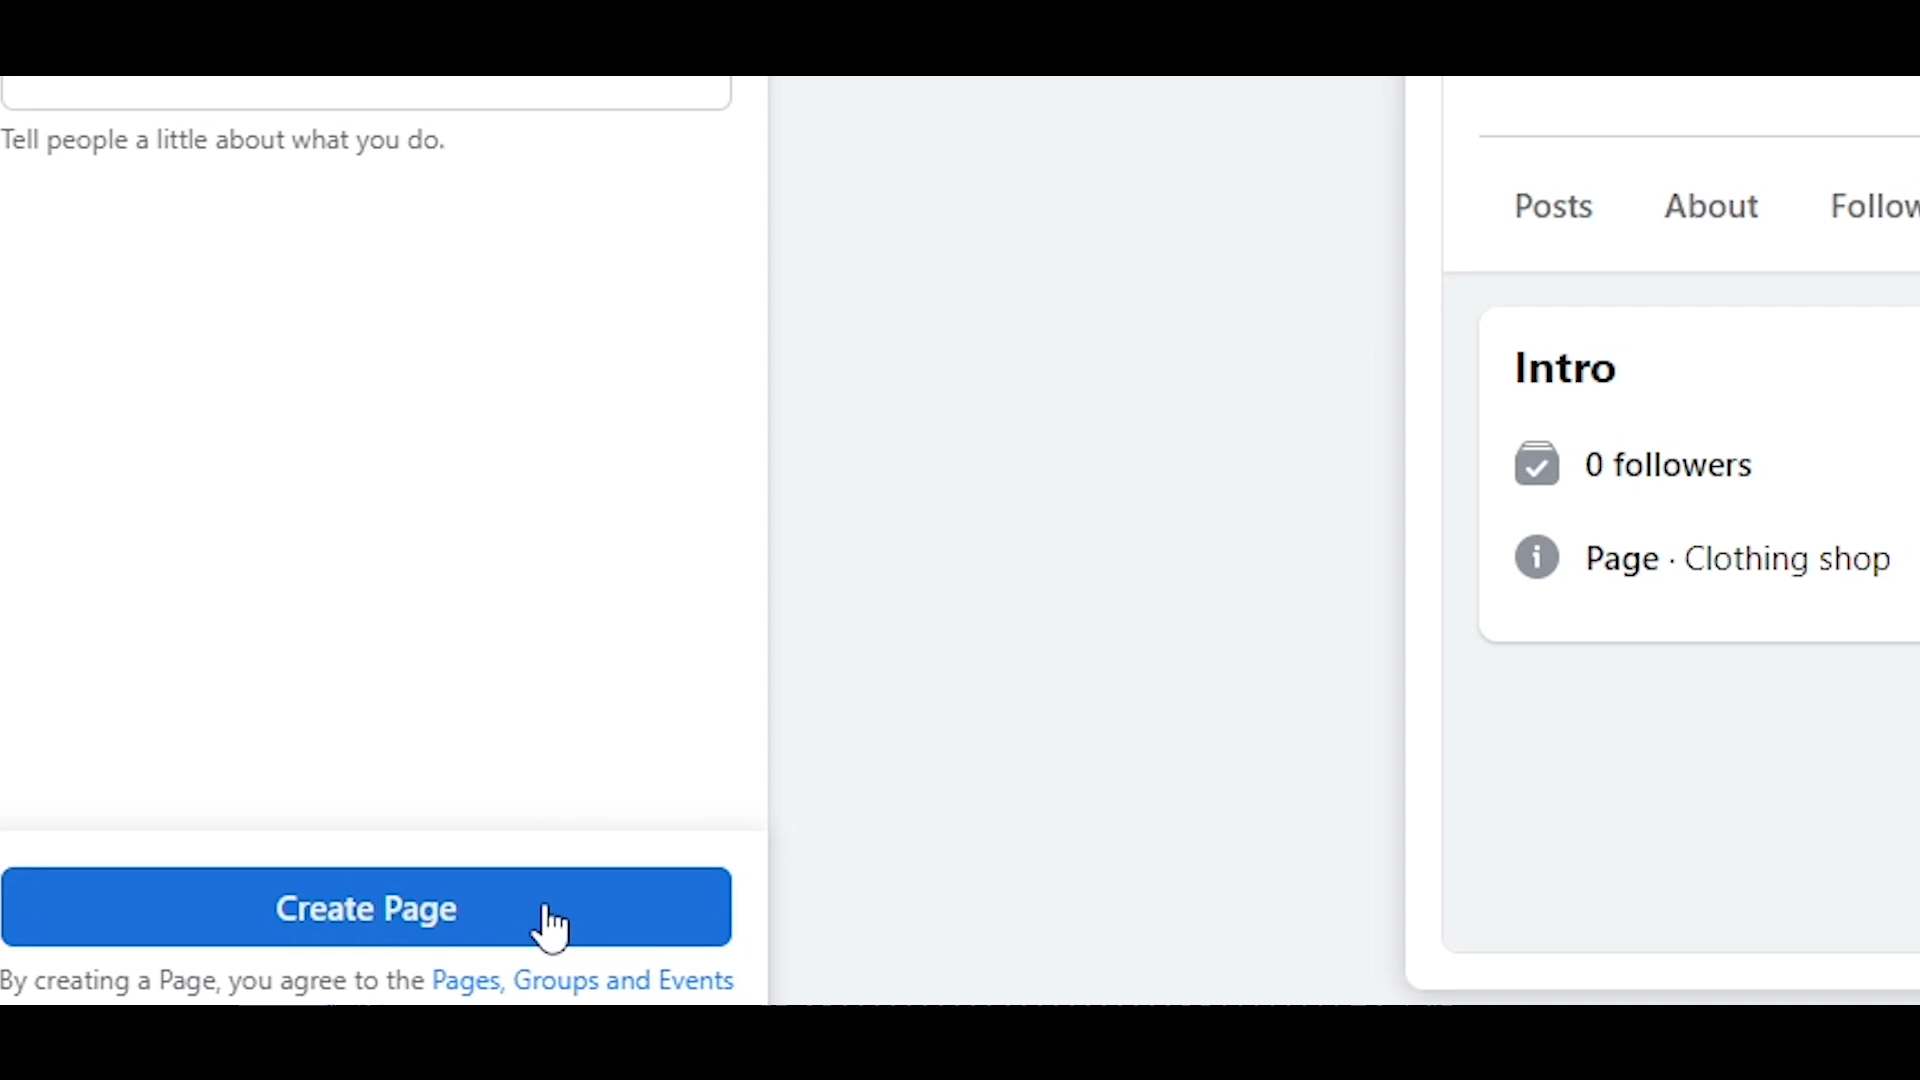 Tell people a little about what you do.
Create Page
By creating a Page, you agree to the Pages, Groups and Events
Posts About Follow
Intro
0 followers
Page · Clothing shop